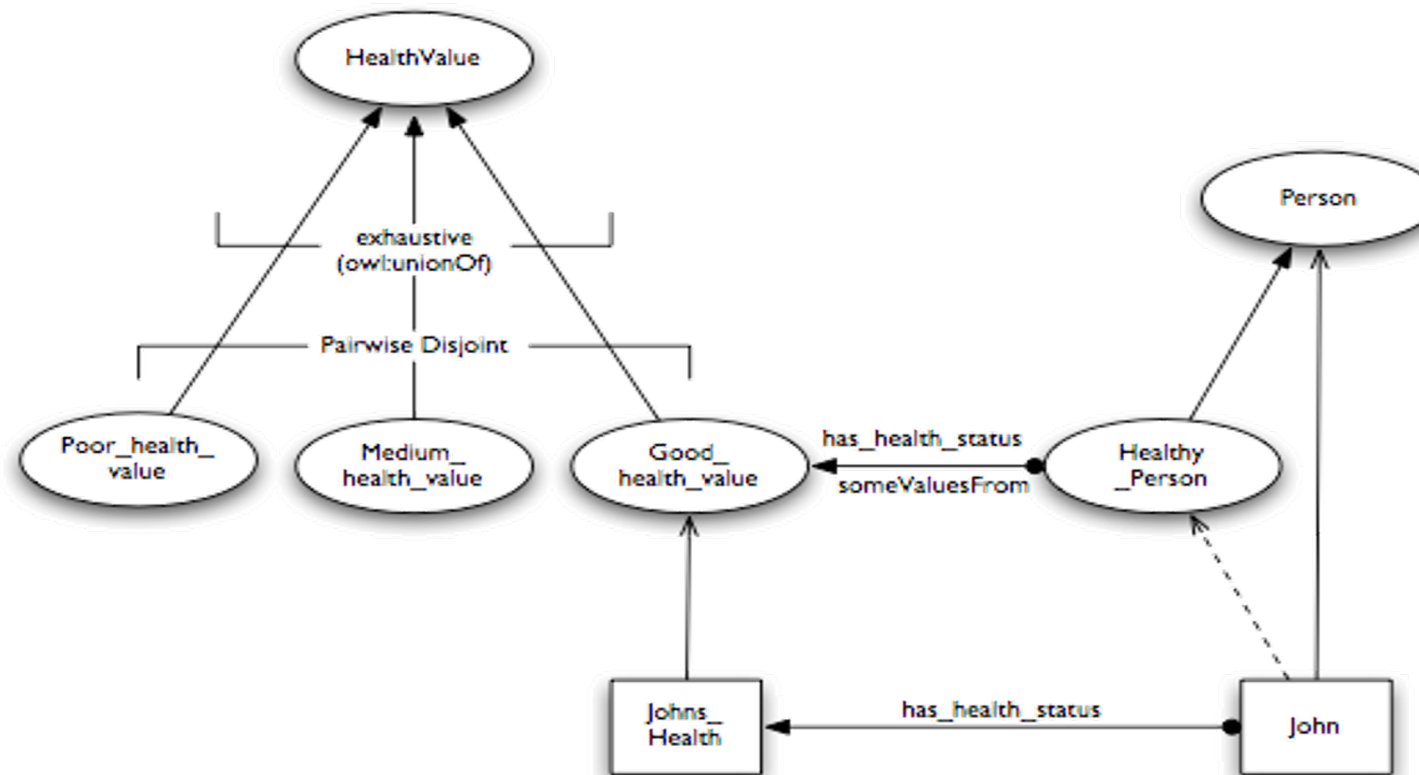 HealthValue
Person
exhaustive
(owl:unionOf)
Pairwise Disjoint
Poor_health_
value
Medium_
health_value
Good_
health_value
has_health_status
someValuesFrom
Healthy
_Person
Johns_
Health
has_health_status
John